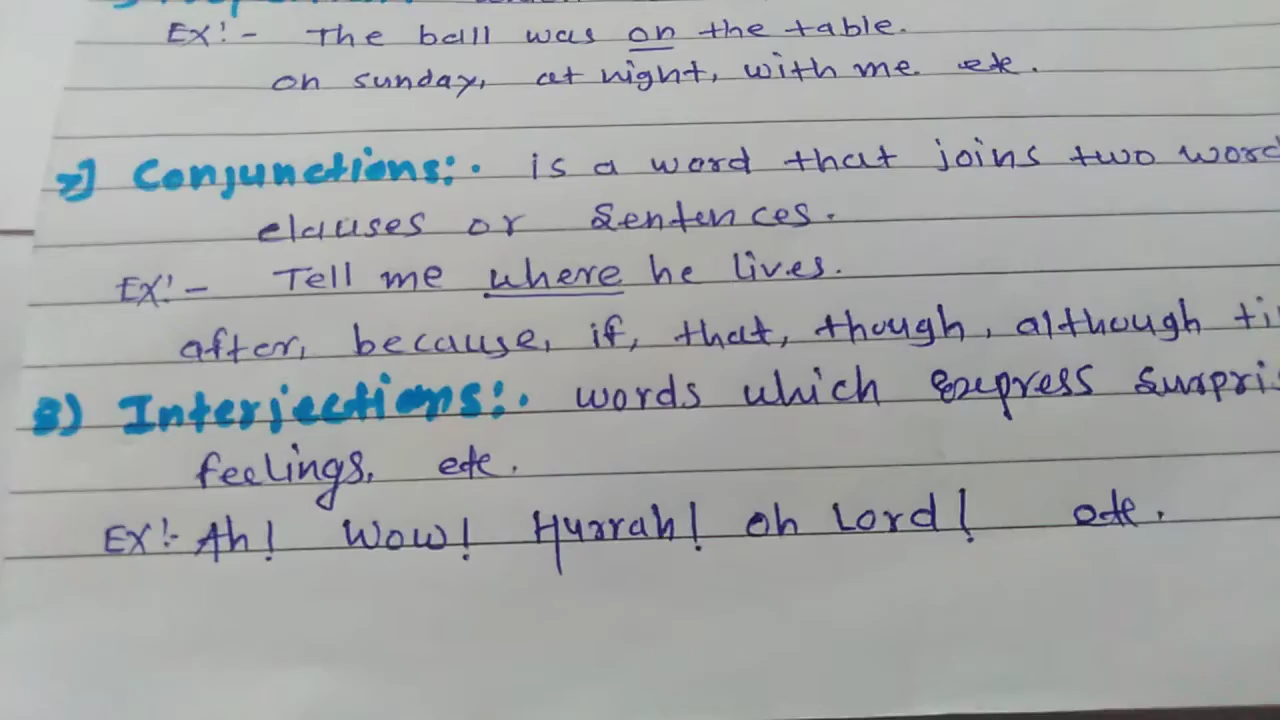 EX:- The ball was on the table.
on sunday, at night, with me etc.
7] Conjunctions:. is a word that joins two word
clauses or Sentences.
EX:- Tell me where he lives.
after, because, if, that, though, although ti
8) Interjections:. words which express surpri
feelings, etc.
EX:- Ah! Wow! Hurrah! Oh Lord! etc.